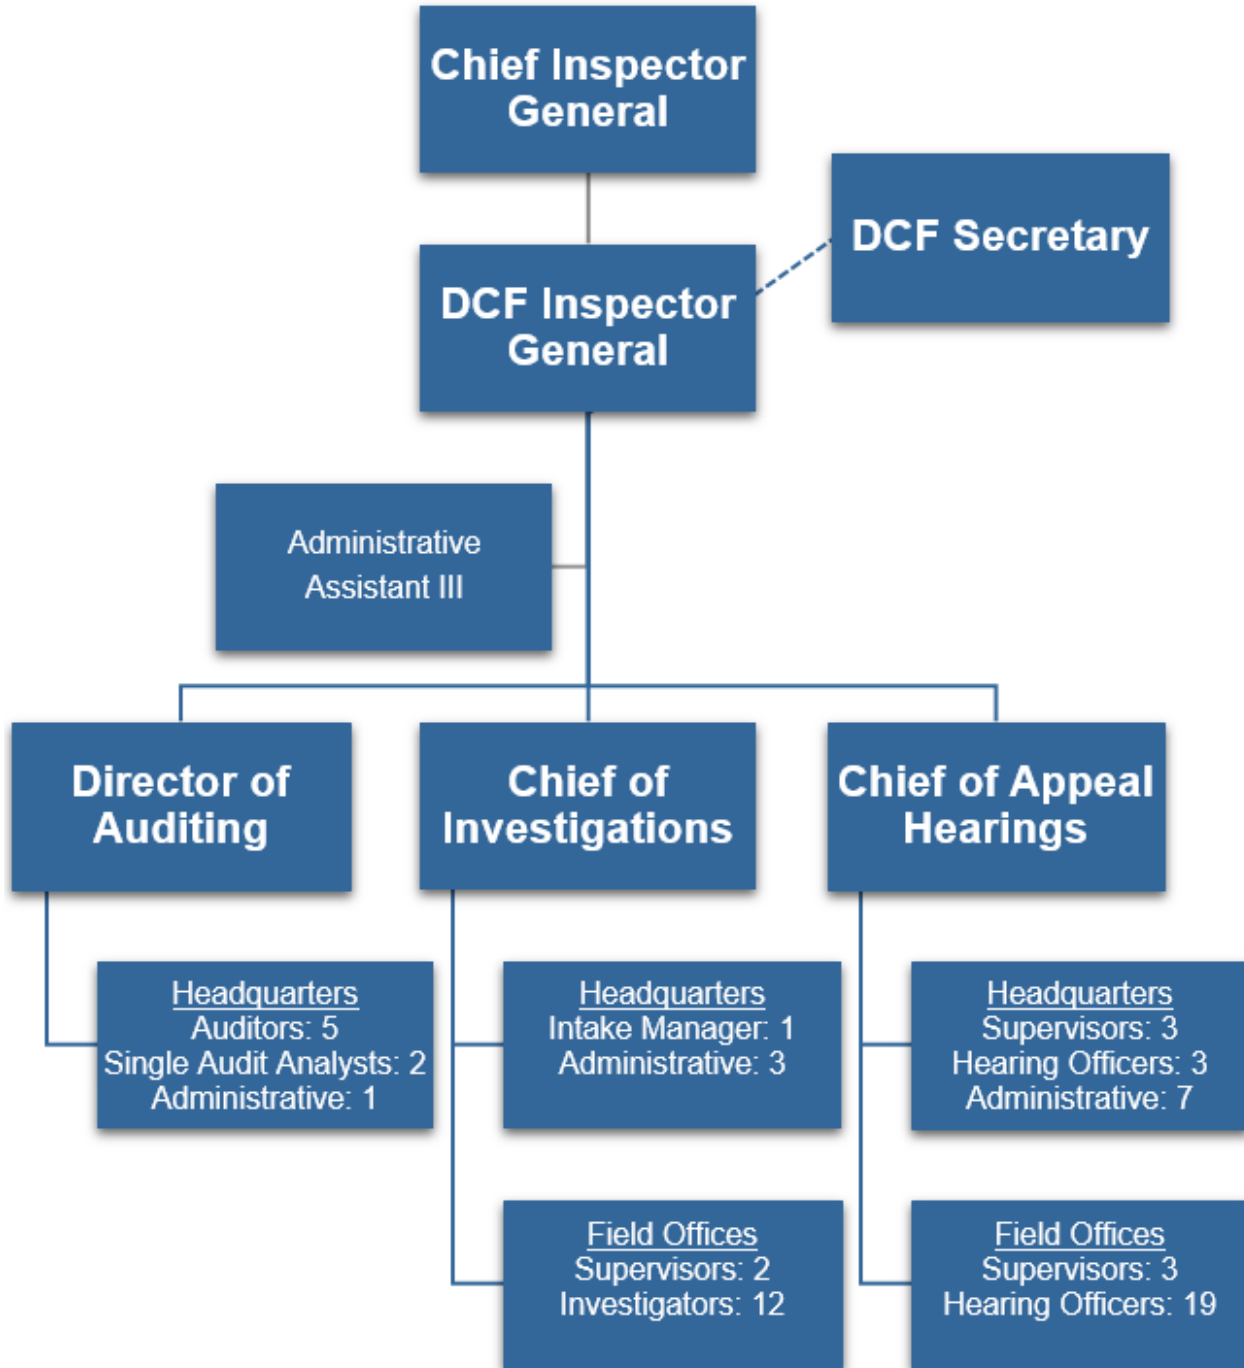 Chief Inspector
General
DCF Secretary
DCF Inspector
General
Administrative
Assistant III
Director of
Auditing
Chief of
Investigations
Chief of Appeal
Hearings
Headquarters
Auditors: 5
Single Audit Analysts: 2
Administrative: 1
Headquarters
Intake Manager: 1
Administrative: 3
Headquarters
Supervisors: 3
Hearing Officers: 3
Administrative: 7
Field Offices
Supervisors: 2
Investigators: 12
Field Offices
Supervisors: 3
Hearing Officers: 19